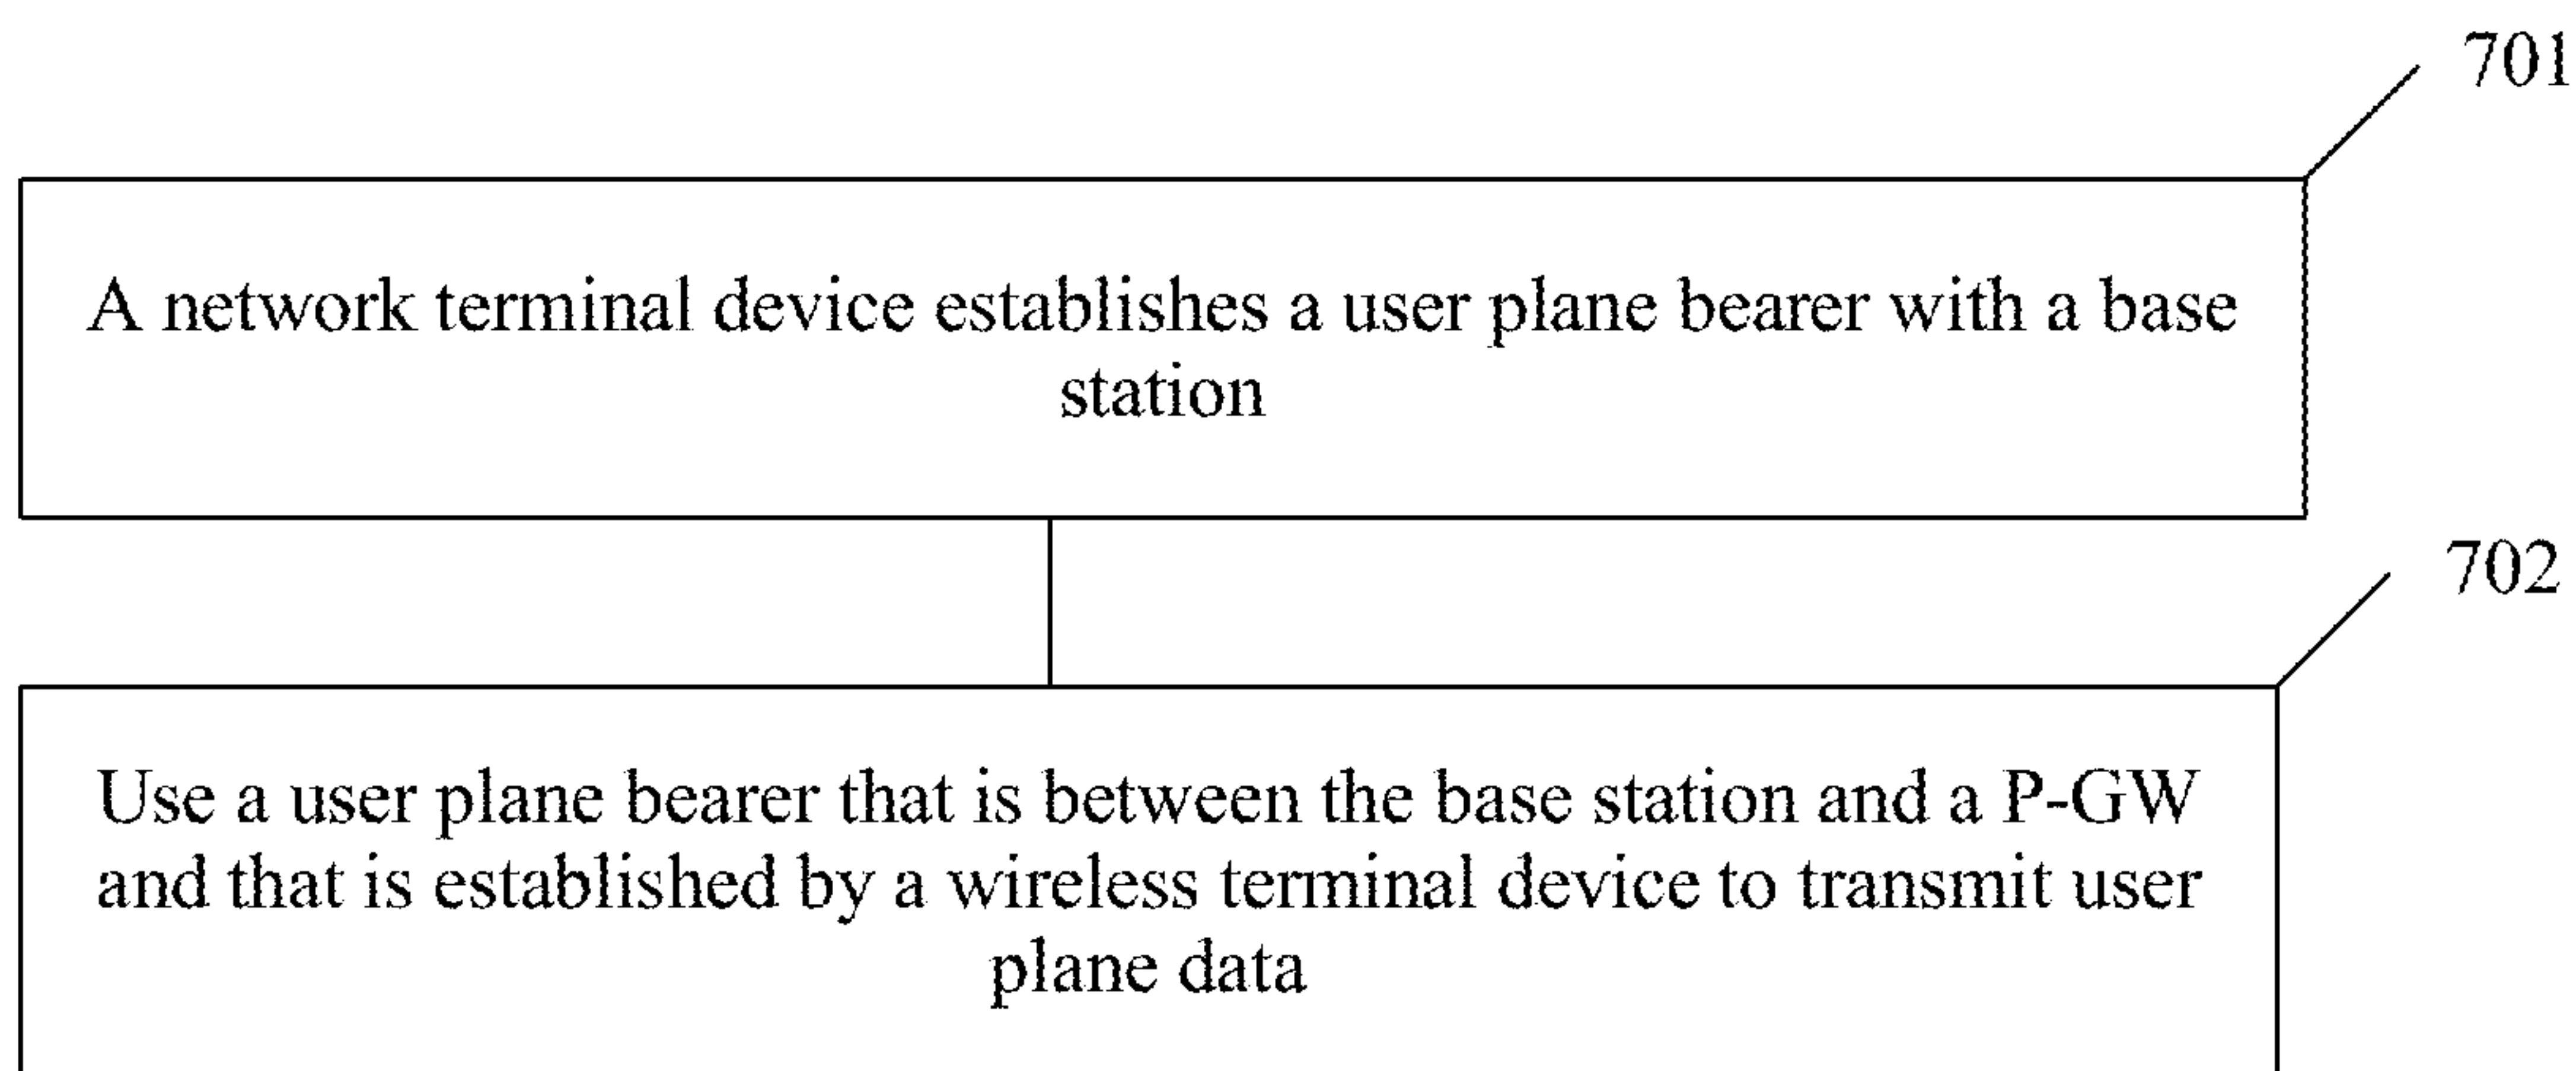 701
A network terminal device establishes a user plane bearer with a base
station
702
Use a user plane bearer that is between the base station and a P-GW
and that is established by a wireless terminal device to transmit user
plane data